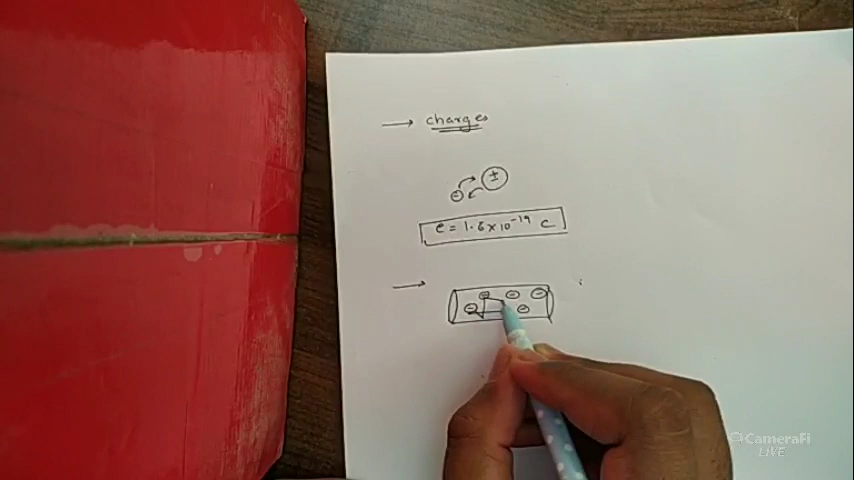 → charges
- ±
e = 1.6×10⁻¹⁹ C
→
- - - - - -
CameraFi
LIVE